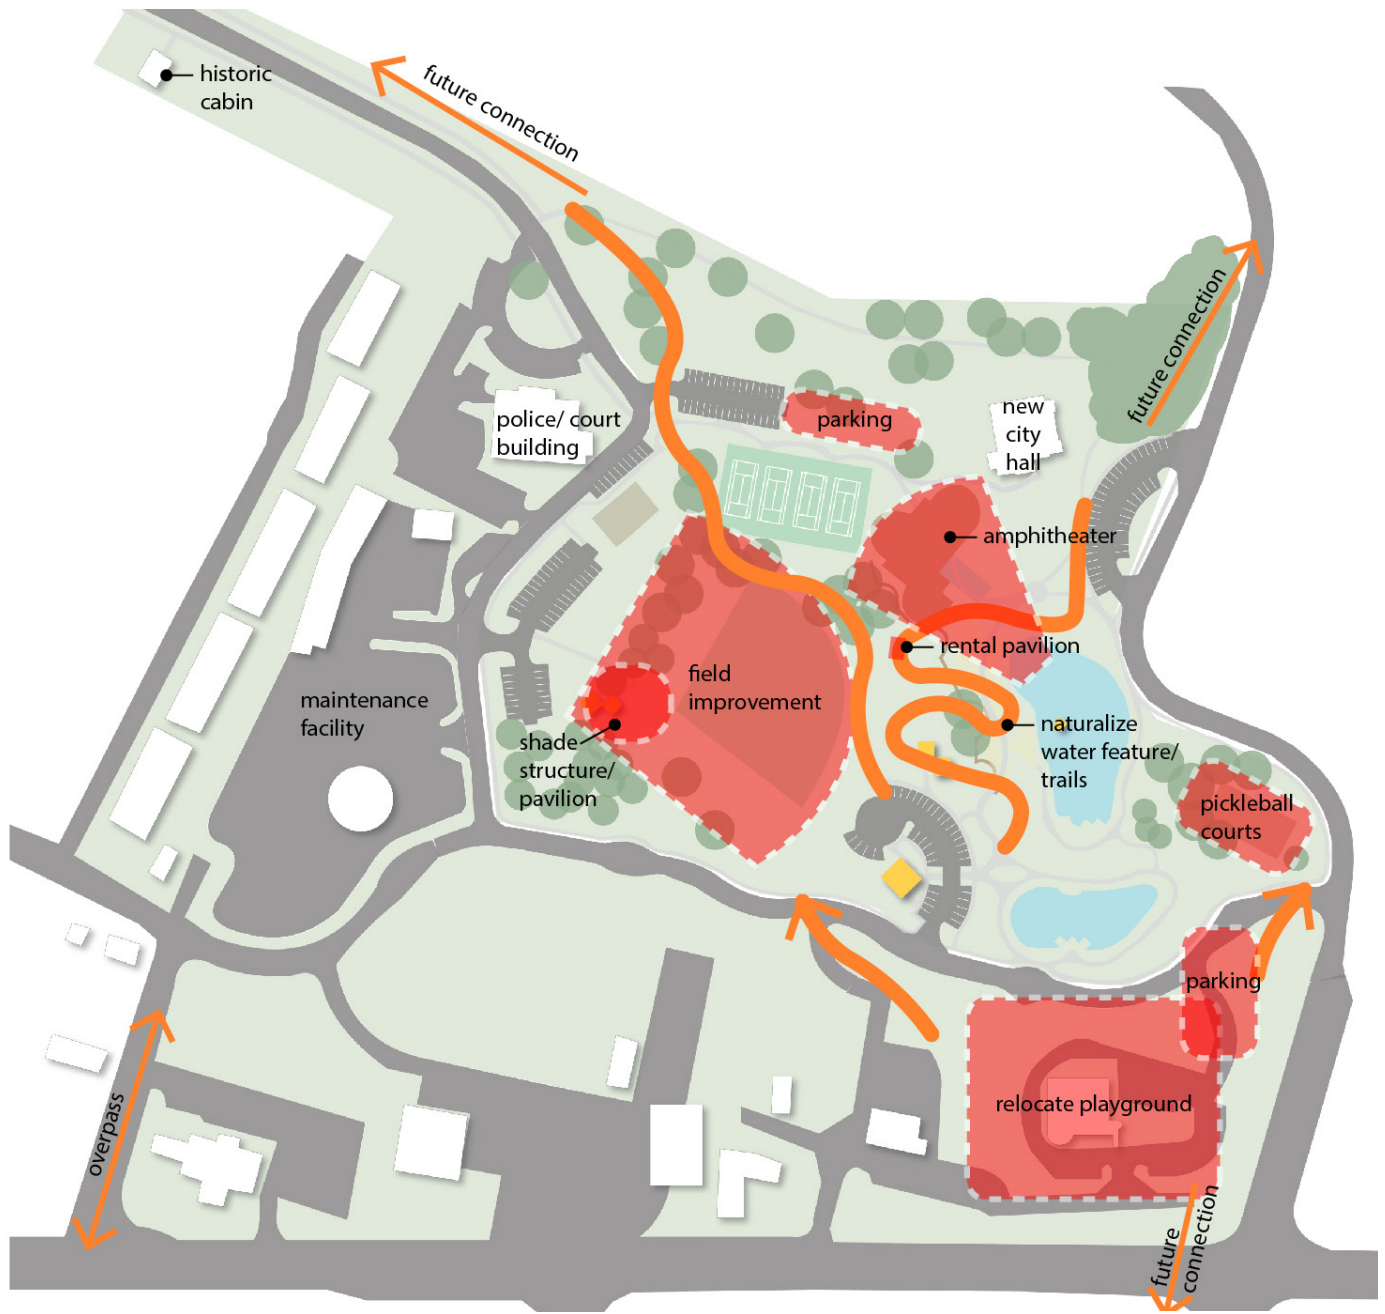 historic
cabin
future connection
future connection
police/ court
building
parking
new
city
hall
amphitheater
rental pavilion
field
improvement
maintenance
facility
shade
structure/
pavilion
naturalize
water feature/
trails
pickleball
courts
parking
relocate playground
overpass
future
connection